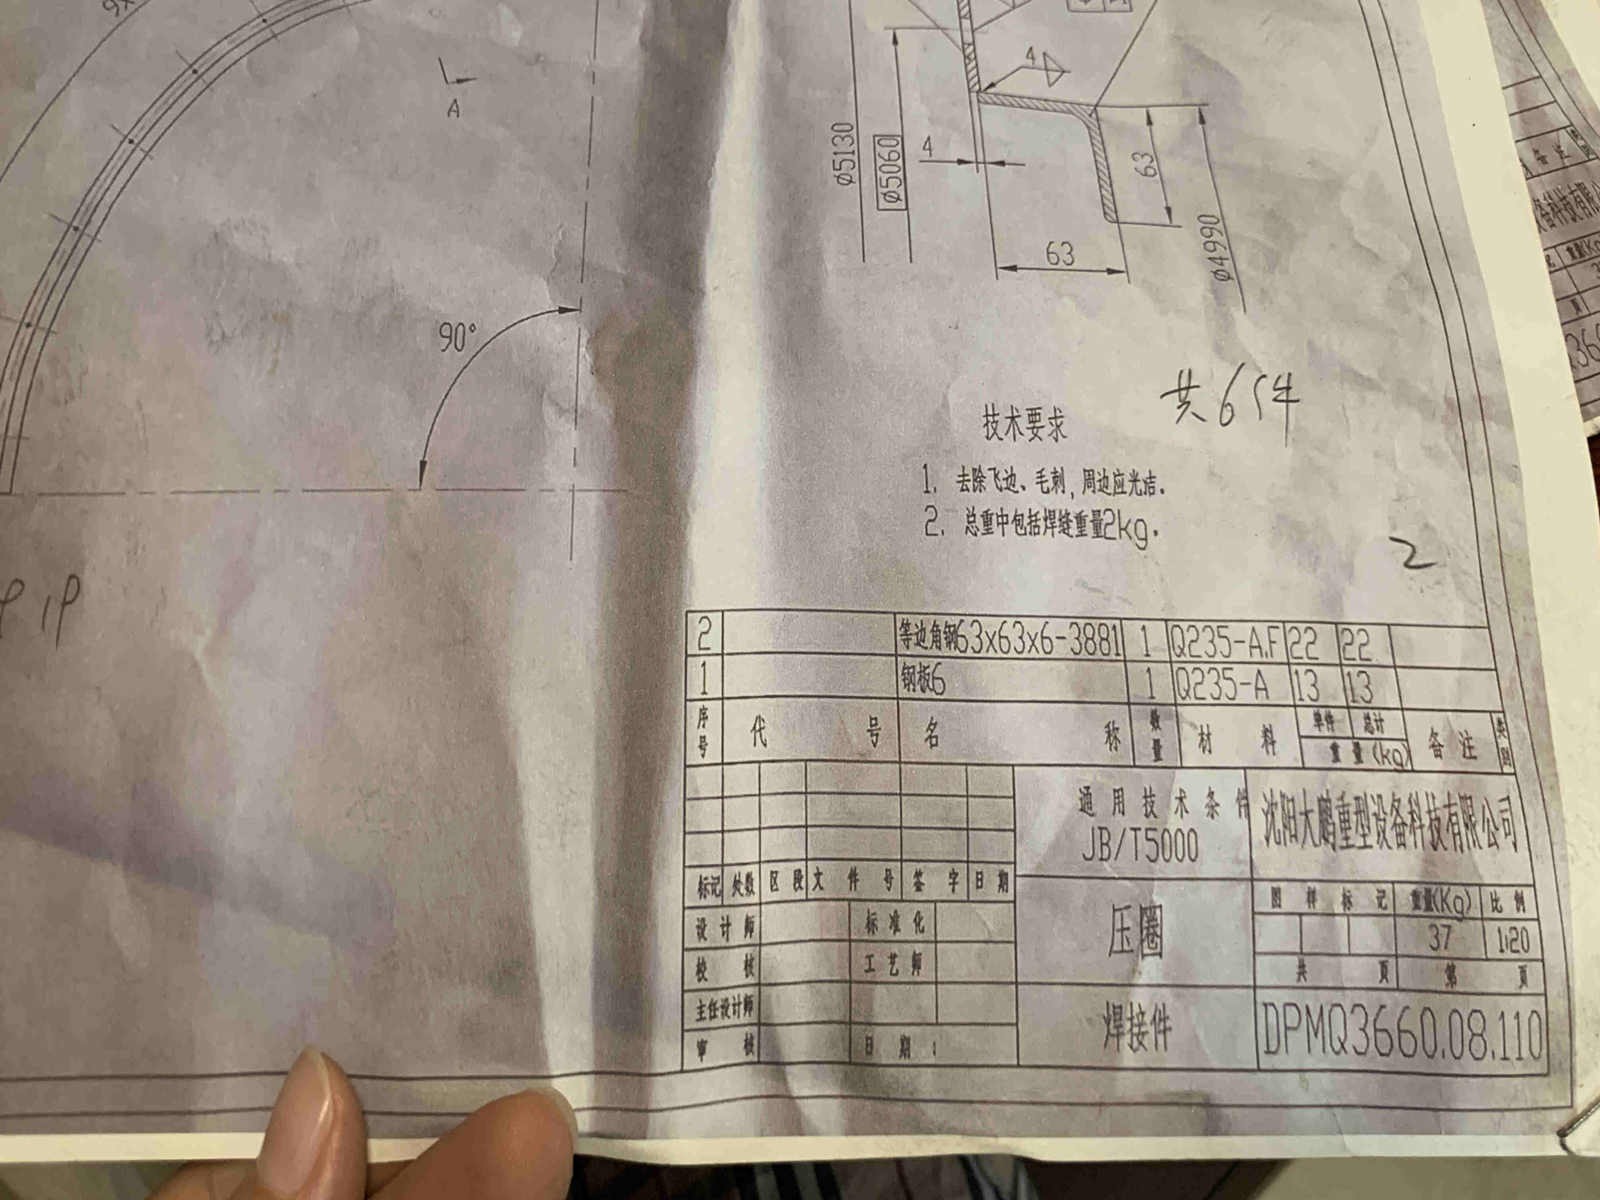 A
90°
4
4
ø5130
ø5060
63
63
ø4990
共6件
技术要求
1. 去除飞边、毛刺,周边应光洁。
2. 总重中包括焊缝重量2kg。
2
2 等边角钢63x63x6-3881 1 Q235-A.F 22 22
1 钢板6 1 Q235-A 13 13
序号 代号 名称 数量 材料 单件 总计 重量(kg) 备注
通用技术条件
JB/T5000
沈阳大鹏重型设备科技有限公司
标记 处数 区段 文件号 签字 日期
设计师 标准化
校核 工艺师
主任设计师
审核 日期:
压圈
焊接件
图样标记 重量(Kg) 比例
37 1:20
共 页 第 页
DPMQ3660.08.110